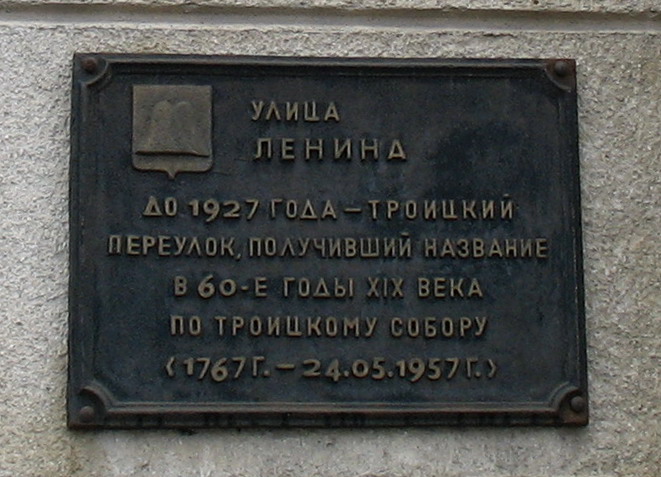 УЛИЦА
ЛЕНИНА
ДО 1927 ГОДА – ТРОИЦКИЙ
ПЕРЕУЛОК, ПОЛУЧИВШИЙ НАЗВАНИЕ
В 60-Е ГОДЫ XIX ВЕКА
ПО ТРОИЦКОМУ СОБОРУ
(1767 Г. – 24.05.1957 Г.)